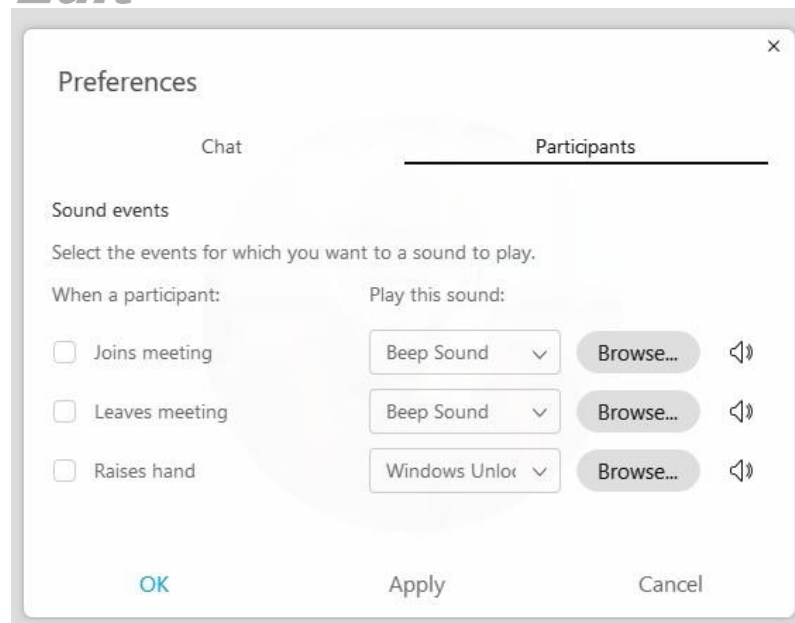 Edit
×
Preferences
Chat Participants
Sound events
Select the events for which you want to a sound to play.
When a participant: Play this sound:
Joins meeting Beep Sound Browse...
Leaves meeting Beep Sound Browse...
Raises hand Windows Unloc Browse...
OK Apply Cancel